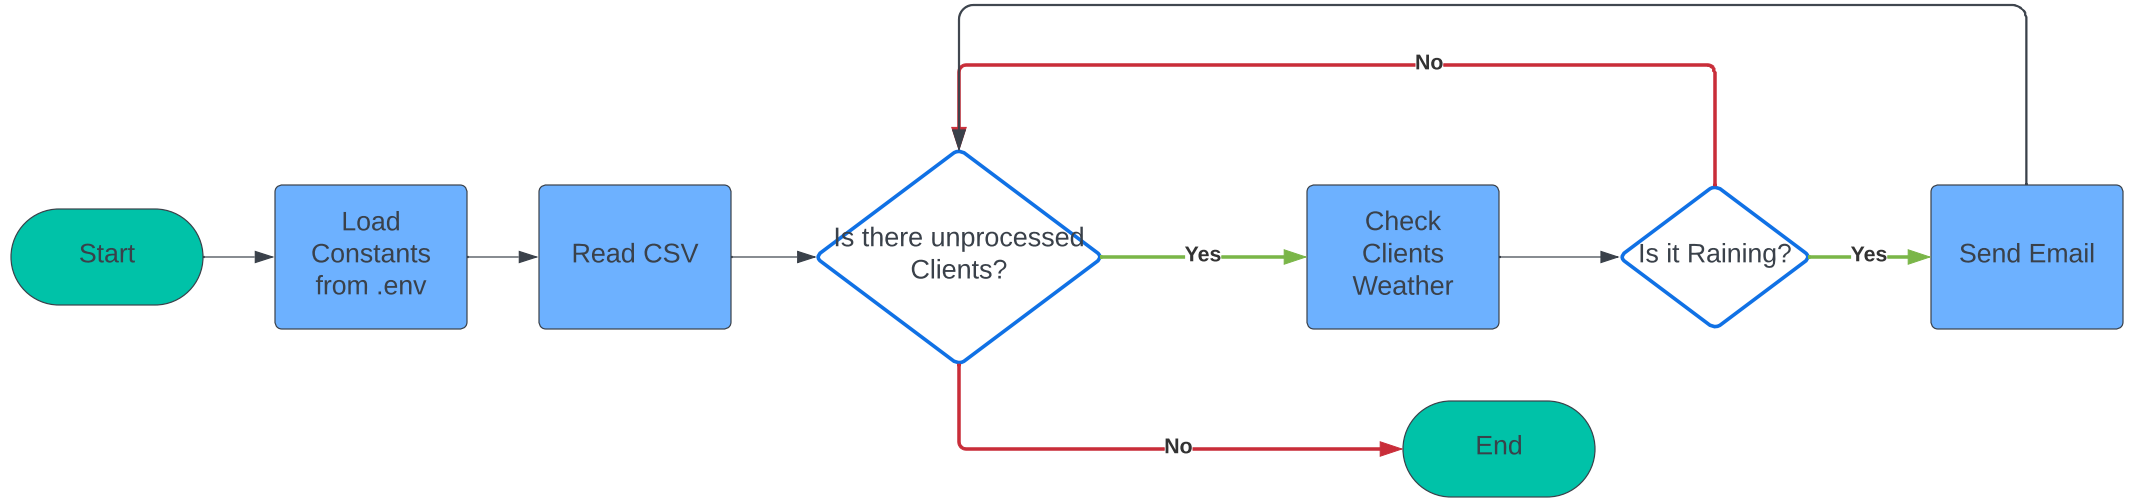 No
Start
Load
Constants
from .env
Read CSV
Is there unprocessed
Clients?
Yes
Check
Clients
Weather
Is it Raining?
Yes
Send Email
No
End